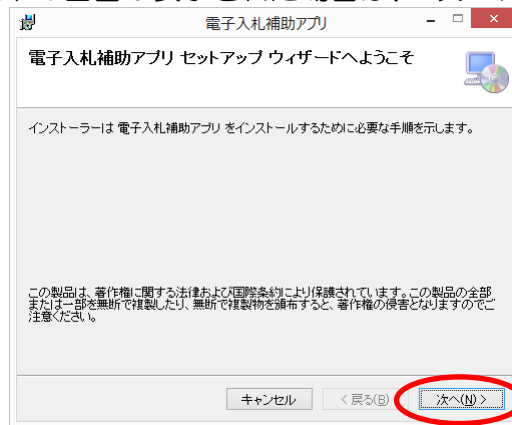 電子入札補助アプリ
電子入札補助アプリ セットアップ ウィザードへようこそ
インストーラーは 電子入札補助アプリ をインストールするために必要な手順を示します。
この製品は、著作権に関する法律および国際条約により保護されています。この製品の全部
または一部を無断で複製したり、無断で複製物を頒布すると、著作権の侵害となりますのでご
注意ください。
キャンセル
< 戻る(B)
次へ(N) >